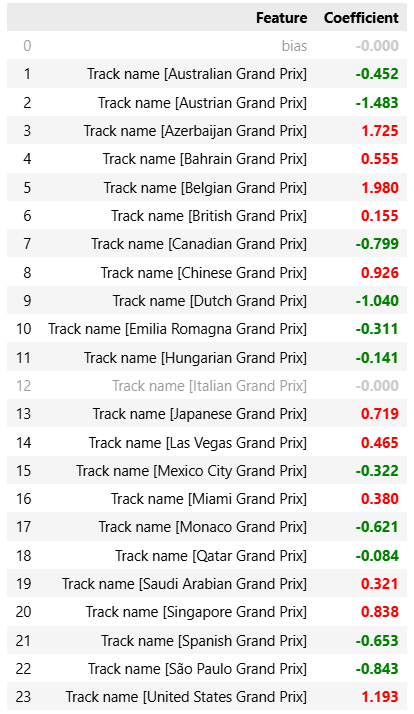 Feature Coefficient
0 bias -0.000
1 Track name [Australian Grand Prix] -0.452
2 Track name [Austrian Grand Prix] -1.483
3 Track name [Azerbaijan Grand Prix] 1.725
4 Track name [Bahrain Grand Prix] 0.555
5 Track name [Belgian Grand Prix] 1.980
6 Track name [British Grand Prix] 0.155
7 Track name [Canadian Grand Prix] -0.799
8 Track name [Chinese Grand Prix] 0.926
9 Track name [Dutch Grand Prix] -1.040
10 Track name [Emilia Romagna Grand Prix] -0.311
11 Track name [Hungarian Grand Prix] -0.141
12 Track name [Italian Grand Prix] -0.000
13 Track name [Japanese Grand Prix] 0.719
14 Track name [Las Vegas Grand Prix] 0.465
15 Track name [Mexico City Grand Prix] -0.322
16 Track name [Miami Grand Prix] 0.380
17 Track name [Monaco Grand Prix] -0.621
18 Track name [Qatar Grand Prix] -0.084
19 Track name [Saudi Arabian Grand Prix] 0.321
20 Track name [Singapore Grand Prix] 0.838
21 Track name [Spanish Grand Prix] -0.653
22 Track name [São Paulo Grand Prix] -0.843
23 Track name [United States Grand Prix] 1.193